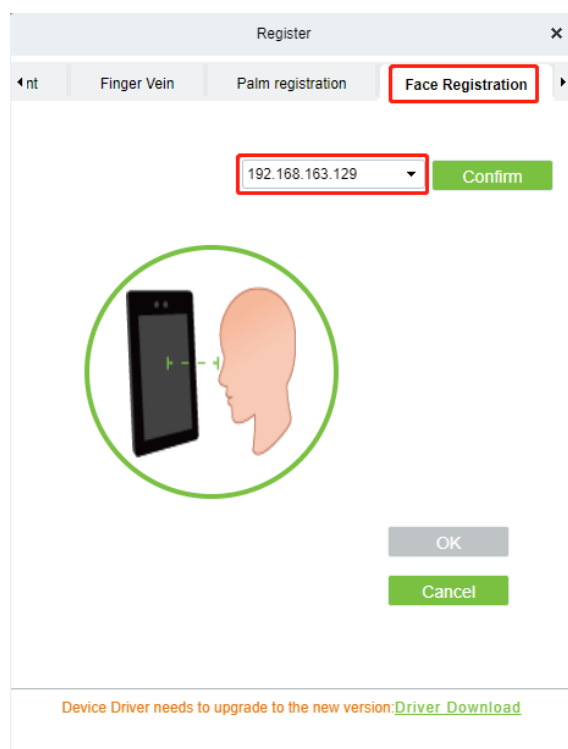 Register
nt Finger Vein Palm registration Face Registration
192.168.163.129 Confirm
OK
Cancel
Device Driver needs to upgrade to the new version:Driver Download